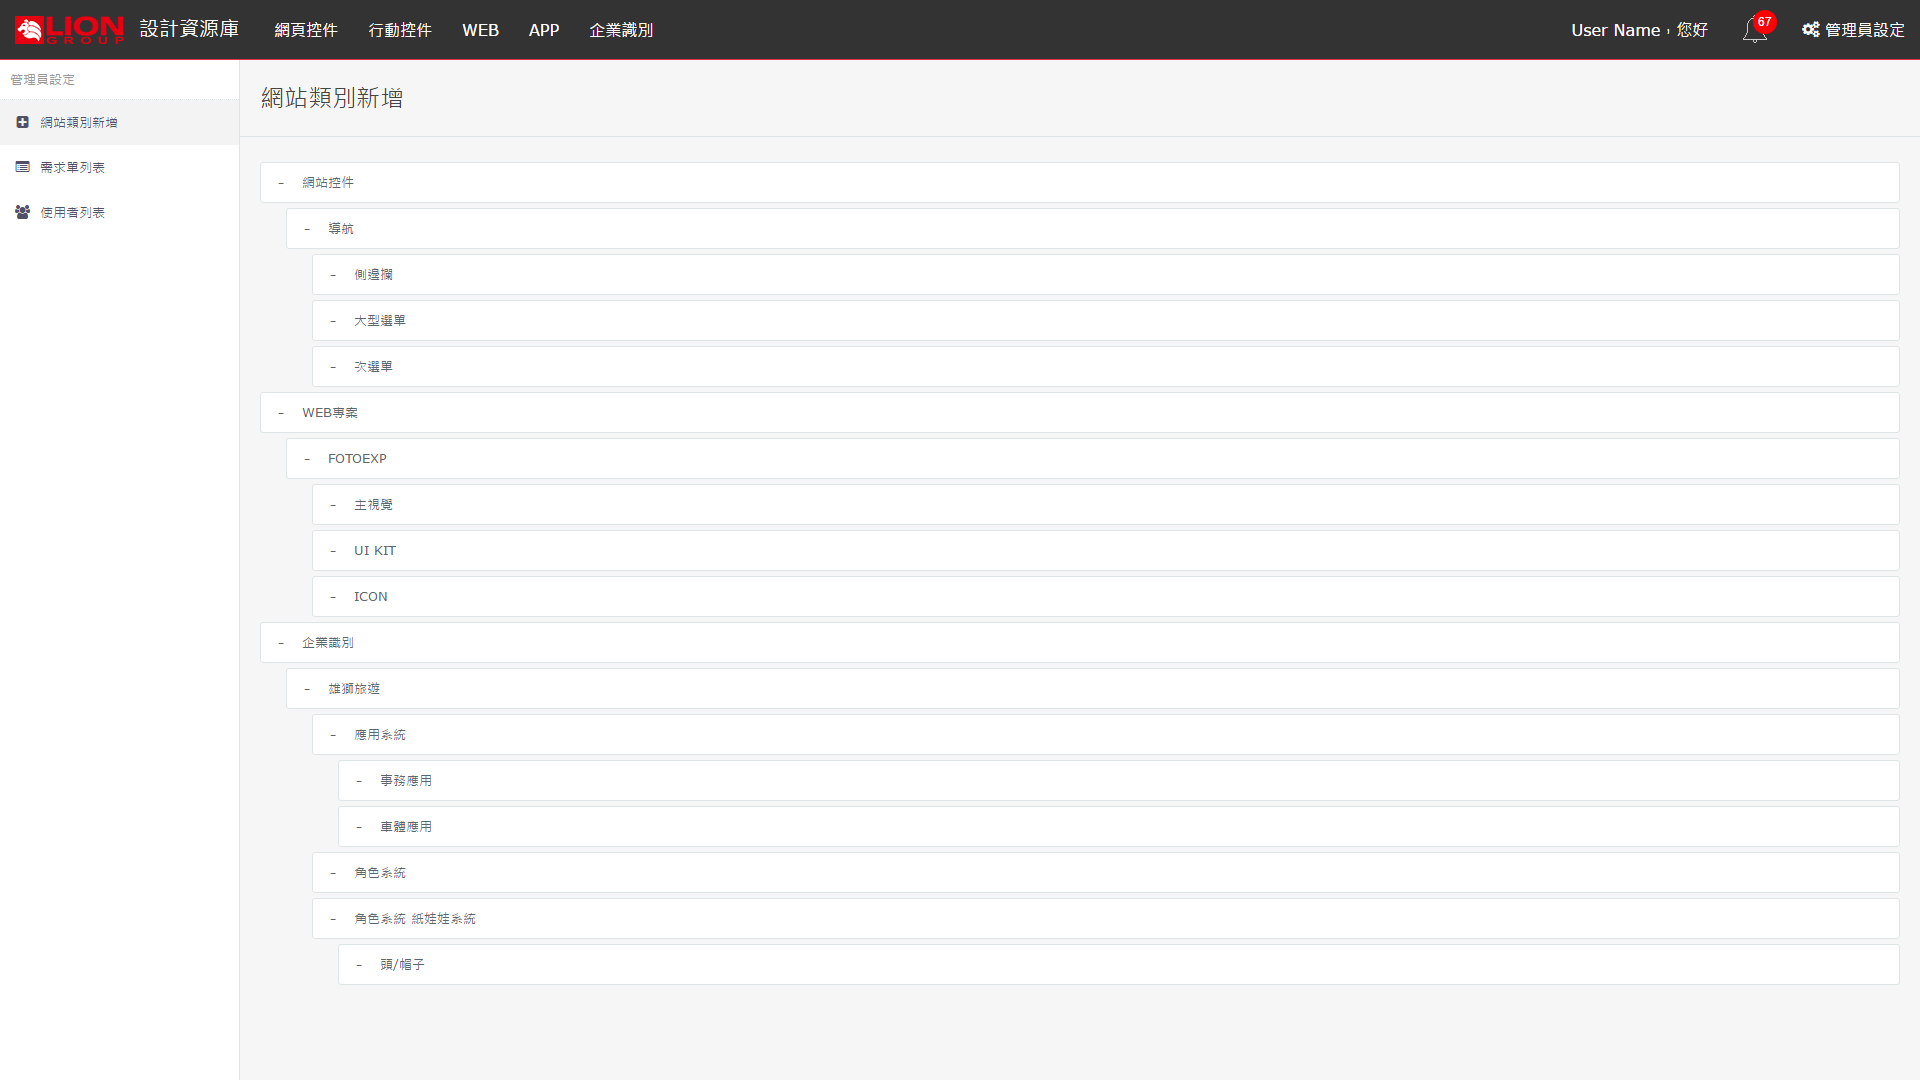 LION GROUP 設計資源庫 網頁控件 行動控件 WEB APP 企業識別 User Name，您好 67 管理員設定
管理員設定
網站類別新增
需求單列表
使用者列表
網站類別新增
- 網站控件
- 導航
- 側邊攔
- 大型選單
- 次選單
- WEB專案
- FOTOEXP
- 主視覺
- UI KIT
- ICON
- 企業識別
- 雄獅旅遊
- 應用系統
- 事務應用
- 車體應用
- 角色系統
- 角色系統 紙娃娃系統
- 頭/帽子